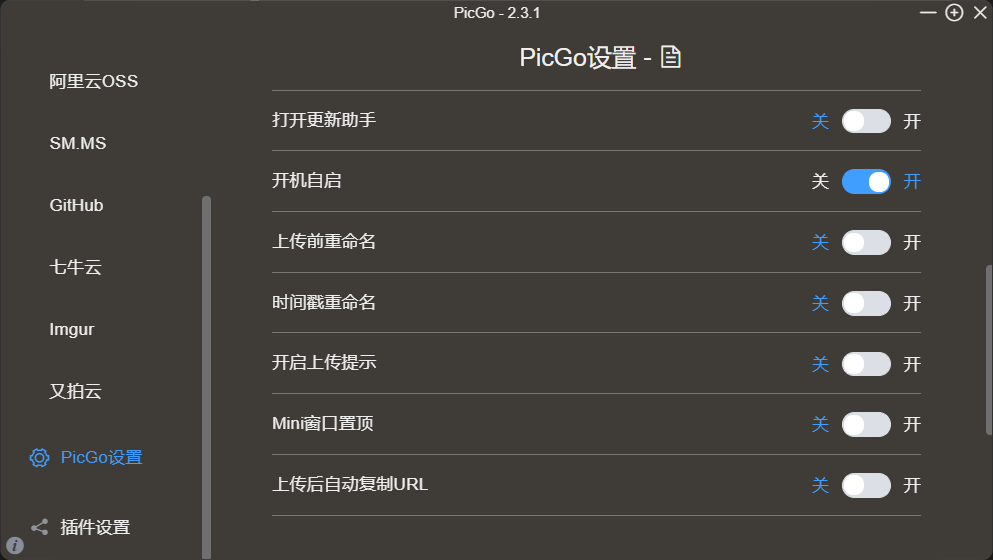 PicGo - 2.3.1
阿里云OSS
SM.MS
GitHub
七牛云
Imgur
又拍云
PicGo设置
插件设置
PicGo设置 -
打开更新助手 关 开
开机自启 关 开
上传前重命名 关 开
时间戳重命名 关 开
开启上传提示 关 开
Mini窗口置顶 关 开
上传后自动复制URL 关 开